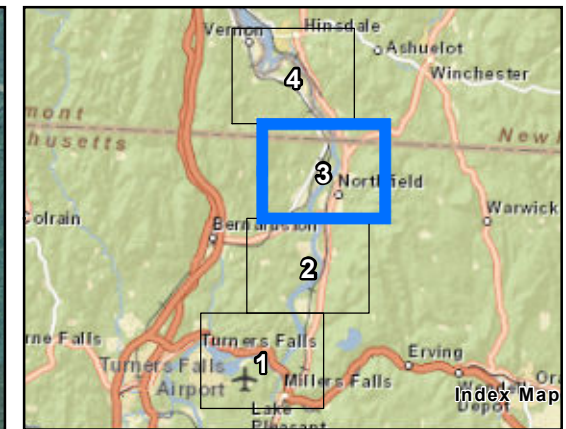 Vernon
Hinsdale
Ashuelot
Winchester
4
mont
husetts
New
3
Northfield
Warwick
Colrain
Bernardston
2
rne Falls
Turners Falls
Erving
1
Turners Falls
Airport
Millers Falls
Index Map
Depot
Lake
Pleasant